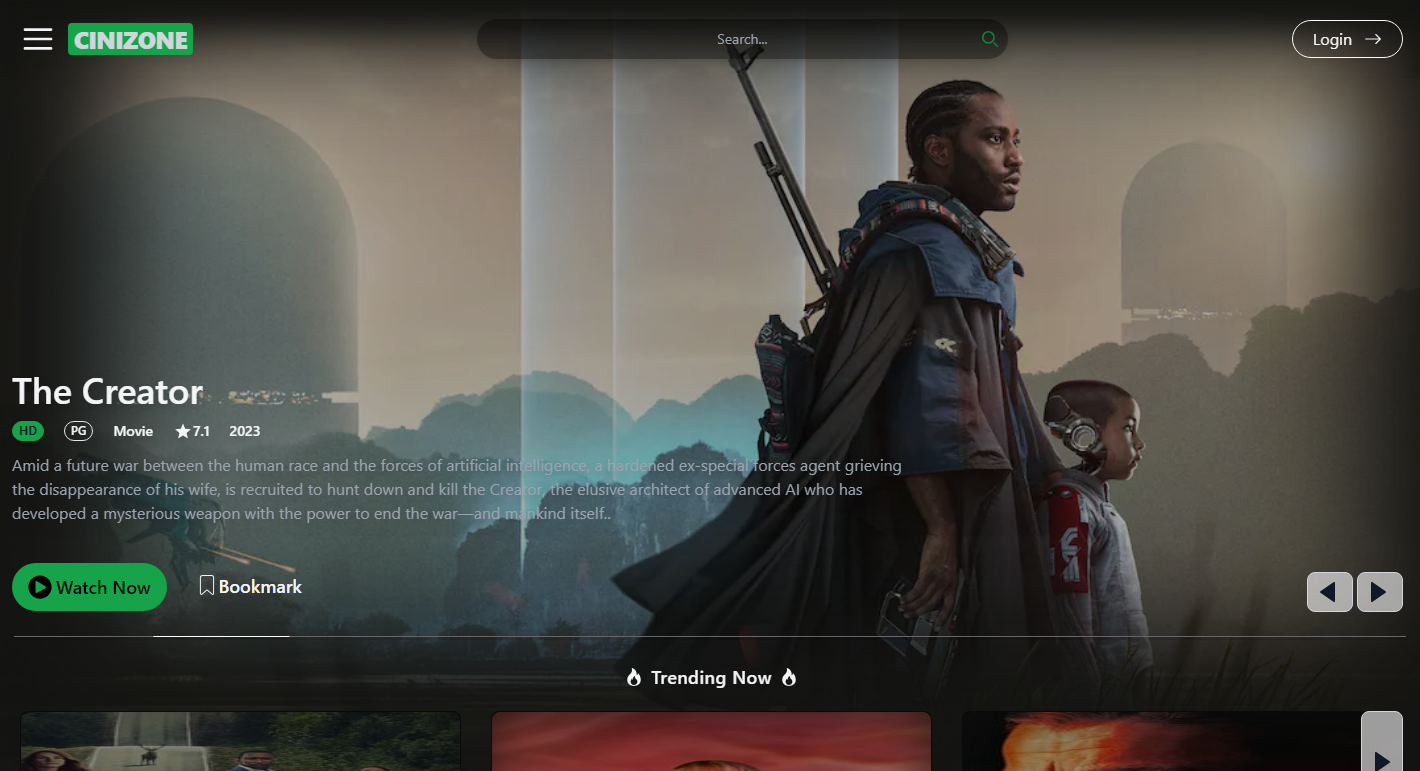 CINIZONE
Search...
Login
The Creator
HD PG Movie 7.1 2023
Amid a future war between the human race and the forces of artificial intelligence, a hardened ex-special forces agent grieving
the disappearance of his wife, is recruited to hunt down and kill the Creator, the elusive architect of advanced AI who has
developed a mysterious weapon with the power to end the war—and mankind itself..
Watch Now
Bookmark
Trending Now